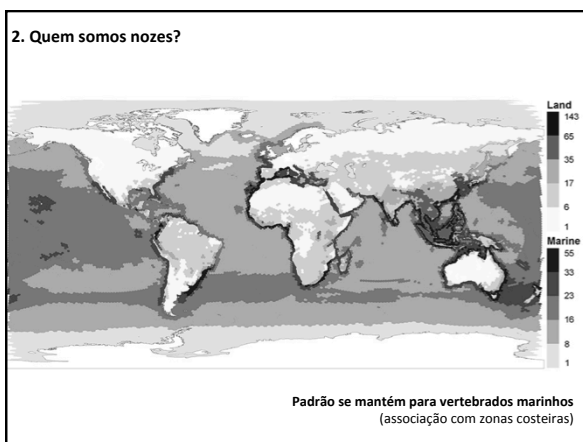 2. Quem somos nozes?
Land
143
65
35
17
6
1
Marine
55
33
23
16
8
1
Padrão se mantém para vertebrados marinhos
(associação com zonas costeiras)